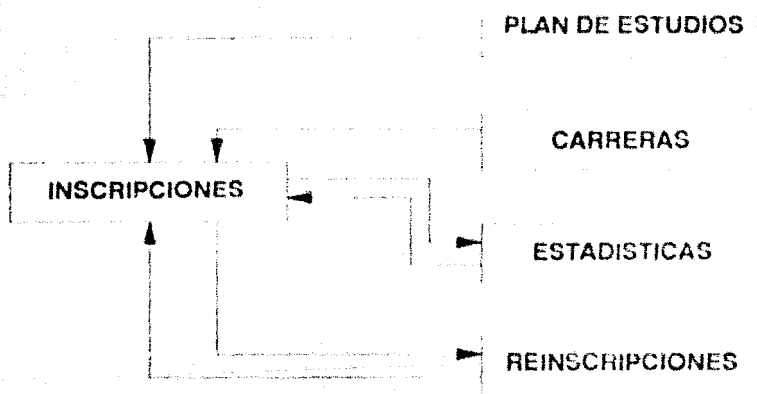 PLAN DE ESTUDIOS
CARRERAS
INSCRIPCIONES
ESTADISTICAS
REINSCRIPCIONES